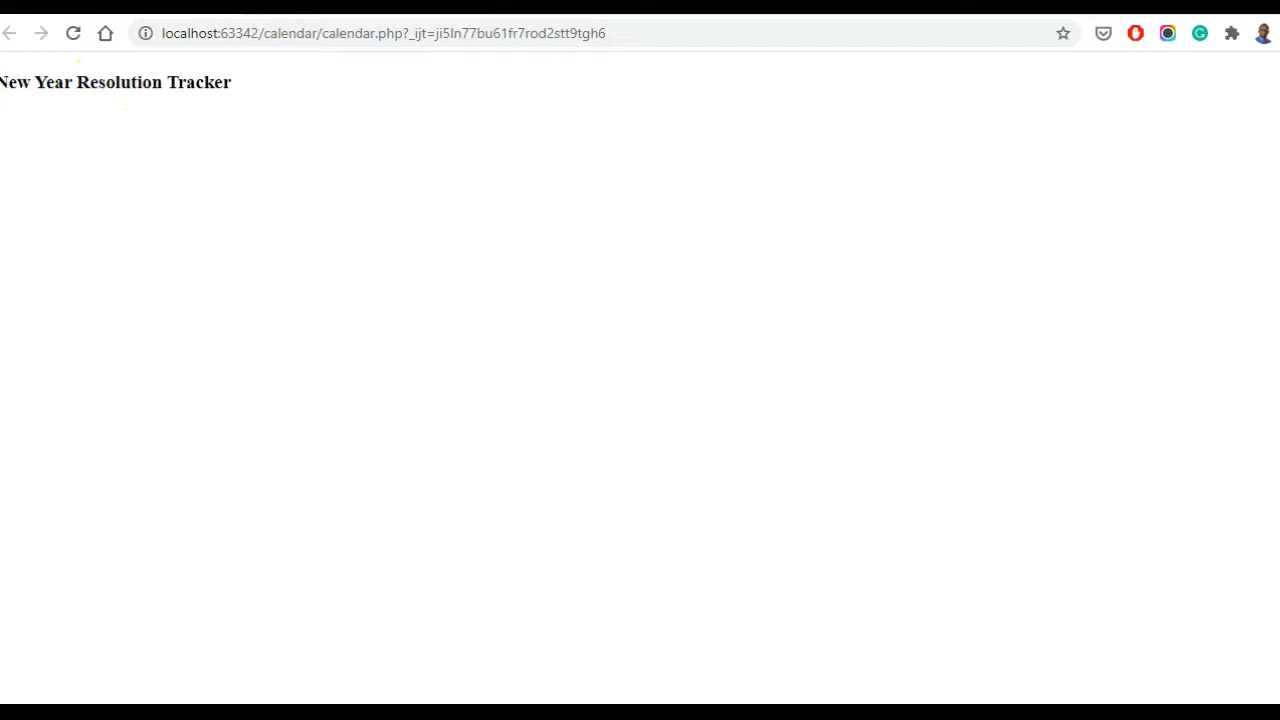 localhost:63342/calendar/calendar.php?_ijt=ji5ln77bu61fr7rod2stt9tgh6
New Year Resolution Tracker